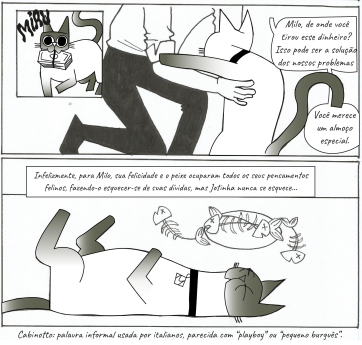 MIAU
Milo, de onde você
tirou esse dinheiro?
Isso pode ser a solução
dos nossos problemas
Você merece
um almoço
especial.
Infelizmente, para Milo, sua felicidade e o peixe ocuparam todos os seus pensamentos
felinos, fazendo-o esquecer-se de suas dívidas, mas Jotinha nunca se esquece...
Gabinotto: palavra informal usada por italianos, parecida com "playboy" ou "pequeno burguês".